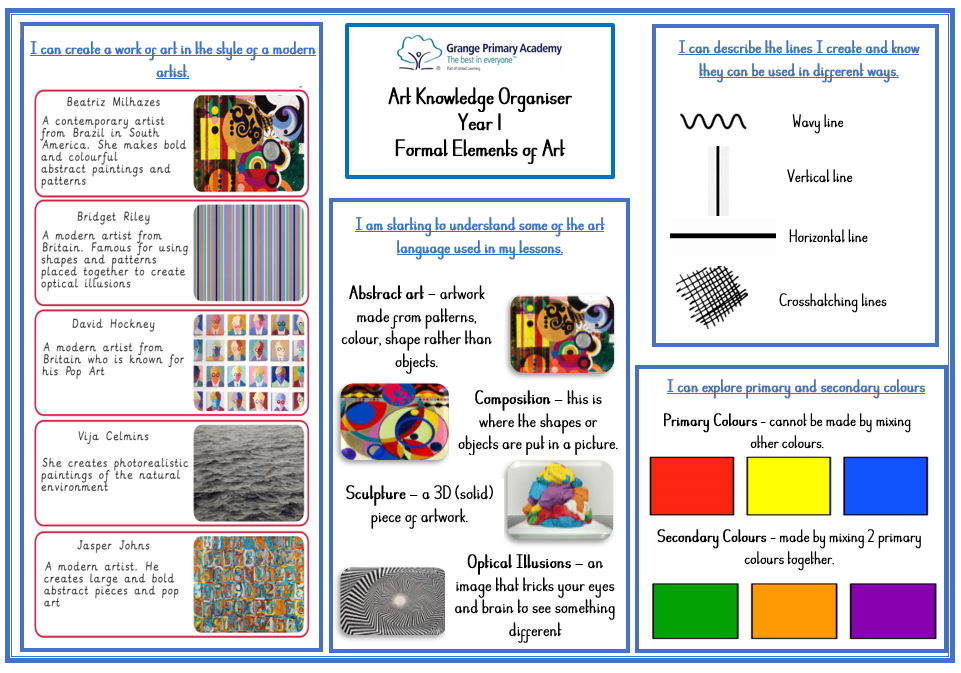 I can create a work of art in the style of a modern
artist.
Beatriz Milhazes
A contemporary artist
from Brazil in South
America. She makes bold
and colourful
abstract paintings and
patterns
Bridget Riley
A modern artist from
Britain. Famous for using
shapes and patterns
placed together to create
optical illusions
David Hockney
A modern artist from
Britain who is known for
his Pop Art
Vija Celmins
She creates photorealistic
paintings of the natural
environment
Jasper Johns
A modern artist. He
creates large and bold
abstract pieces and pop
art
Grange Primary Academy
The best in everyone™
Part of United Learning
Art Knowledge Organiser
Year 1
Formal Elements of Art
I am starting to understand some of the art
language used in my lessons.
Abstract art – artwork
made from patterns,
colour, shape rather than
objects.
Composition – this is
where the shapes or
objects are put in a picture.
Sculpture – a 3D (solid)
piece of artwork.
Optical Illusions – an
image that tricks your eyes
and brain to see something
different
I can describe the lines I create and know
they can be used in different ways.
Wavy line
Vertical line
Horizontal line
Crosshatching lines
I can explore primary and secondary colours
Primary Colours - cannot be made by mixing
other colours.
Secondary Colours - made by mixing 2 primary
colours together.